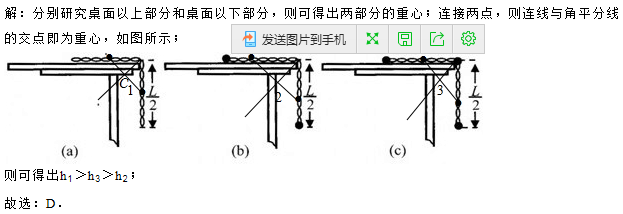 解：分别研究桌面以上部分和桌面以下部分，则可得出两部分的重心；连接两点，则连线与角平分线
的交点即为重心，如图所示；
发送图片到手机
C 1 L/2 2 L/2 3 L/2
(a) (b) (c)
则可得出h₁＞h₃＞h₂；
故选：D．